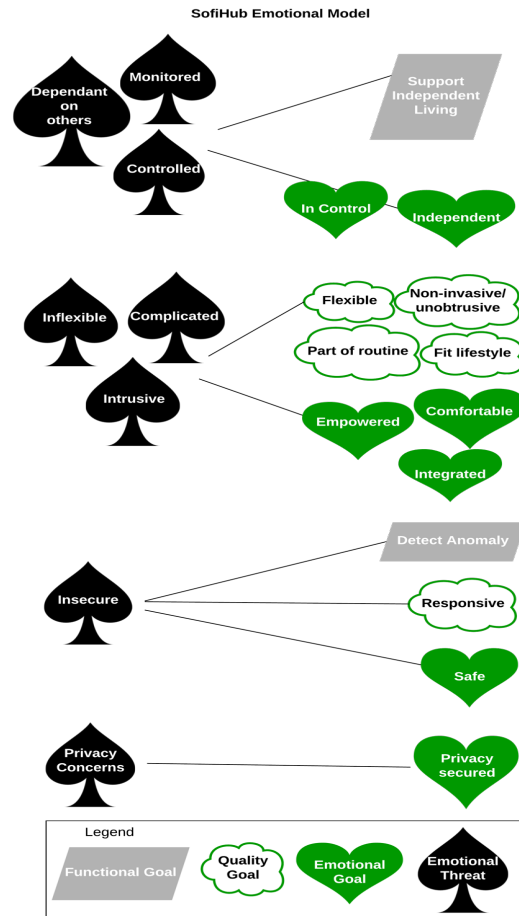 SofiHub Emotional Model
Monitored
Dependant
on
others
Controlled
Support
Independent
Living
In Control
Independent
Inflexible
Complicated
Intrusive
Flexible
Non-invasive/
unobtrusive
Part of routine
Fit lifestyle
Empowered
Comfortable
Integrated
Insecure
Detect Anomaly
Responsive
Safe
Privacy
Concerns
Privacy
secured
Legend
Functional Goal
Quality
Goal
Emotional
Goal
Emotional
Threat